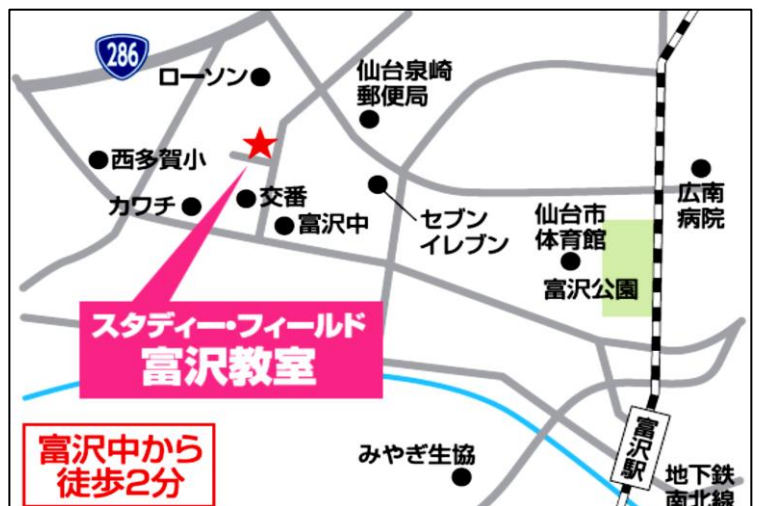 286
ローソン
仙台泉崎
郵便局
西多賀小
カワチ
交番
富沢中
セブン
イレブン
仙台市
体育館
富沢公園
広南
病院
スタディー・フィールド
富沢教室
富沢中から
徒歩2分
みやぎ生協
富沢駅
地下鉄
南北線